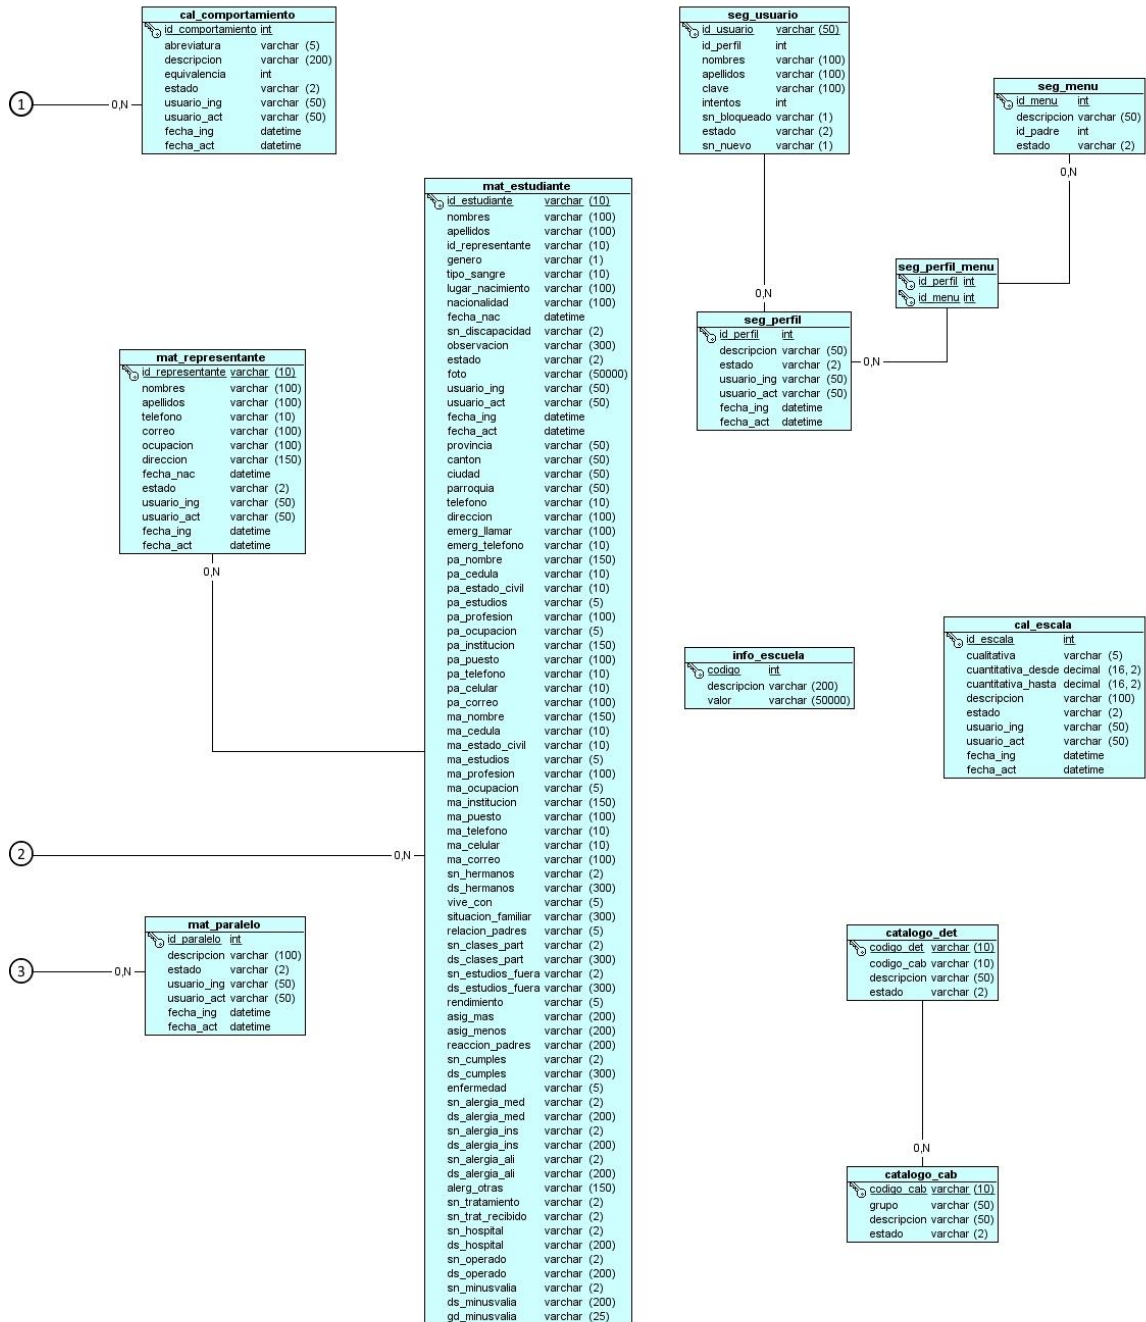 cal_comportamiento
id_comportamiento int
abreviatura varchar (5)
descripcion varchar (200)
equivalencia int
estado varchar (2)
usuario_ing varchar (50)
usuario_act varchar (50)
fecha_ing datetime
fecha_act datetime
1
0,N
seg_usuario
id_usuario varchar (50)
id_perfil int
nombres varchar (100)
apellidos varchar (100)
clave varchar (100)
intentos int
sn_bloqueado varchar (1)
estado varchar (2)
sn_nuevo varchar (1)
0,N
seg_menu
id_menu int
descripcion varchar (50)
id_padre int
estado varchar (2)
0,N
seg_perfil_menu
id_perfil int
id_menu int
seg_perfil
id_perfil int
descripcion varchar (50)
estado varchar (2)
usuario_ing varchar (50)
usuario_act varchar (50)
fecha_ing datetime
fecha_act datetime
0,N
mat_representante
id_representante varchar (10)
nombres varchar (100)
apellidos varchar (100)
telefono varchar (10)
correo varchar (100)
ocupacion varchar (100)
direccion varchar (150)
fecha_nac datetime
estado varchar (2)
usuario_ing varchar (50)
usuario_act varchar (50)
fecha_ing datetime
fecha_act datetime
0,N
mat_estudiante
id_estudiante varchar (10)
nombres varchar (100)
apellidos varchar (100)
id_representante varchar (10)
genero varchar (1)
tipo_sangre varchar (10)
lugar_nacimiento varchar (100)
nacionalidad varchar (100)
fecha_nac datetime
sn_discapacidad varchar (2)
observacion varchar (300)
estado varchar (2)
foto varchar (50000)
usuario_ing varchar (50)
usuario_act varchar (50)
fecha_ing datetime
fecha_act datetime
provincia varchar (50)
canton varchar (50)
ciudad varchar (50)
parroquia varchar (50)
telefono varchar (10)
direccion varchar (100)
emerg_llamar varchar (100)
emerg_telefono varchar (10)
pa_nombre varchar (150)
pa_cedula varchar (10)
pa_estado_civil varchar (10)
pa_estudios varchar (5)
pa_profesion varchar (100)
pa_ocupacion varchar (5)
pa_institucion varchar (150)
pa_puesto varchar (100)
pa_telefono varchar (10)
pa_celular varchar (10)
pa_correo varchar (100)
ma_nombre varchar (150)
ma_cedula varchar (10)
ma_estado_civil varchar (10)
ma_estudios varchar (5)
ma_profesion varchar (100)
ma_ocupacion varchar (5)
ma_institucion varchar (150)
ma_puesto varchar (100)
ma_telefono varchar (10)
ma_celular varchar (10)
ma_correo varchar (100)
sn_hermanos varchar (2)
ds_hermanos varchar (300)
vive_con varchar (5)
situacion_familiar varchar (300)
relacion_padres varchar (5)
sn_clases_part varchar (2)
ds_clases_part varchar (300)
sn_estudios_fuera varchar (2)
ds_estudios_fuera varchar (300)
rendimiento varchar (5)
asig_mas varchar (200)
asig_menos varchar (200)
reaccion_padres varchar (200)
sn_cumples varchar (2)
ds_cumples varchar (300)
enfermedad varchar (5)
sn_alergia_med varchar (2)
ds_alergia_med varchar (200)
sn_alergia_ins varchar (2)
ds_alergia_ins varchar (200)
sn_alergia_ali varchar (2)
ds_alergia_ali varchar (200)
alerg_otras varchar (150)
sn_tratamiento varchar (2)
sn_trat_recibido varchar (2)
sn_hospital varchar (2)
ds_hospital varchar (200)
sn_operado varchar (2)
ds_operado varchar (200)
sn_minusvalia varchar (2)
ds_minusvalia varchar (200)
gd_minusvalia varchar (25)
2
0,N
info_escuela
codigo int
descripcion varchar (200)
valor varchar (50000)
cal_escala
id_escala int
cualitativa varchar (5)
cuantitativa_desde decimal (16,2)
cuantitativa_hasta decimal (16,2)
descripcion varchar (100)
estado varchar (2)
usuario_ing varchar (50)
usuario_act varchar (50)
fecha_ing datetime
fecha_act datetime
3
0,N
mat_paralelo
id_paralelo int
descripcion varchar (100)
estado varchar (2)
usuario_ing varchar (50)
usuario_act varchar (50)
fecha_ing datetime
fecha_act datetime
catalogo_det
codigo_det varchar (10)
codigo_cab varchar (10)
descripcion varchar (50)
estado varchar (2)
0,N
catalogo_cab
codigo_cab varchar (10)
grupo varchar (50)
descripcion varchar (50)
estado varchar (2)